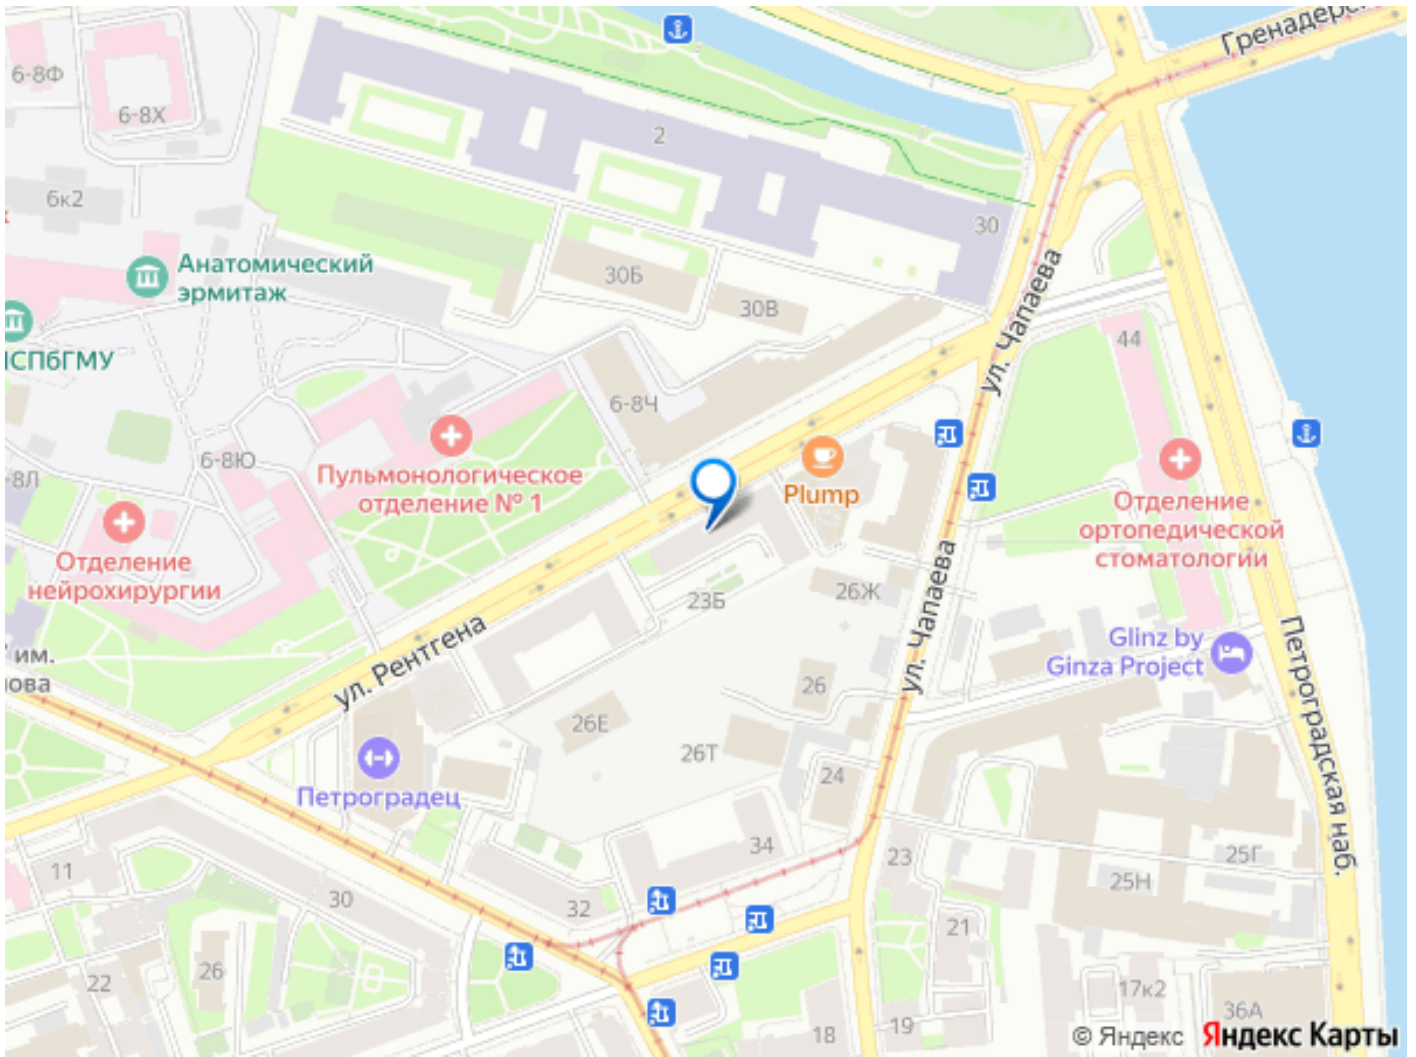 Гренадерс
6-8Ф
6-8Х
2
6к2
30
Анатомический
эрмитаж
30Б
30В
ул. Чапаева
44
СПбГМУ
6-8Ч
6-8Ю
-8Л
Пульмонологическое
отделение № 1
Plump
Отделение
ортопедической
стоматологии
Отделение
нейрохирургии
23Б
26Ж
ул. Чапаева
ул. Рентгена
им.
нова
Glinz by
Ginza Project
Петроградская наб.
26
26Е
26Т
24
Петроградец
34
23
25Г
25Н
11
30
32
21
26
22
17к2
36А
18
19
© Яндекс Яндекс Карты